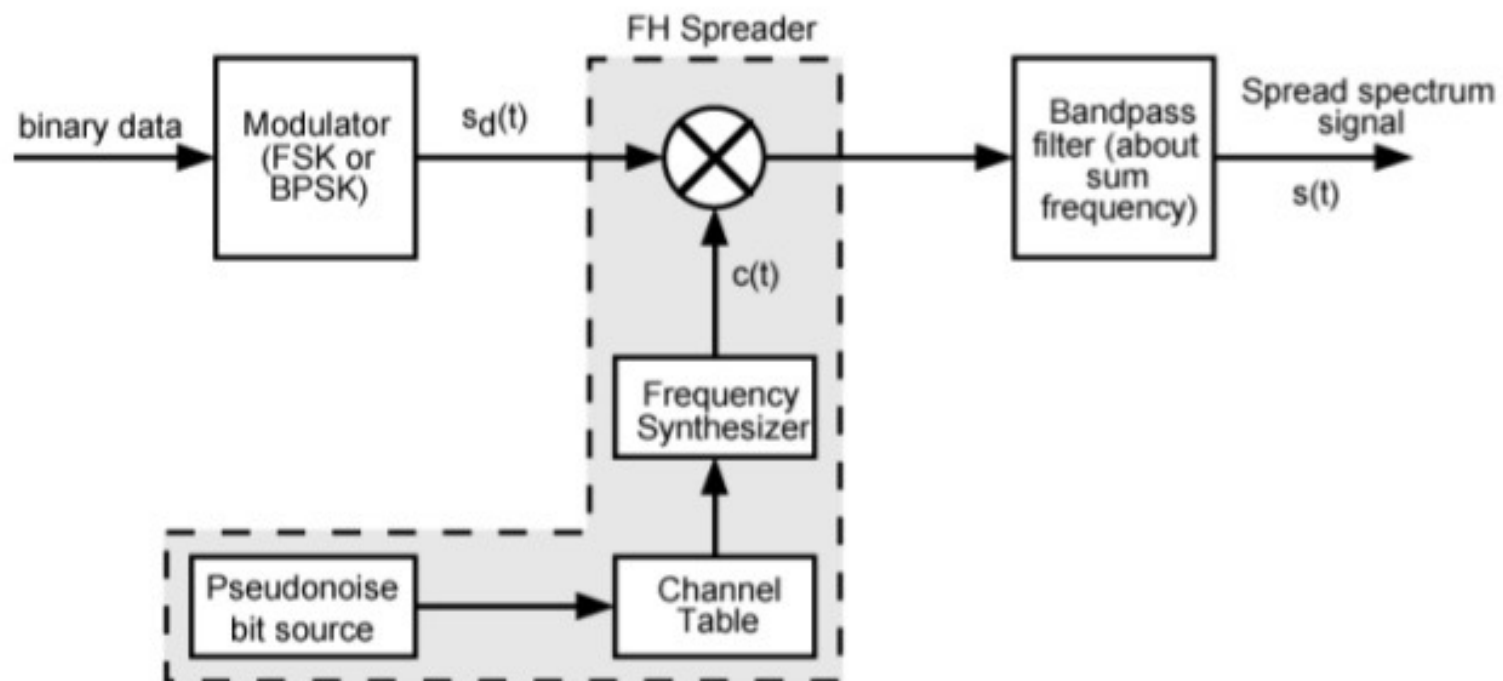 FH Spreader
binary data
Modulator
(FSK or
BPSK)
s_d(t)
Bandpass
filter (about
sum
frequency)
Spread spectrum
signal
s(t)
c(t)
Frequency
Synthesizer
Pseudonoise
bit source
Channel
Table